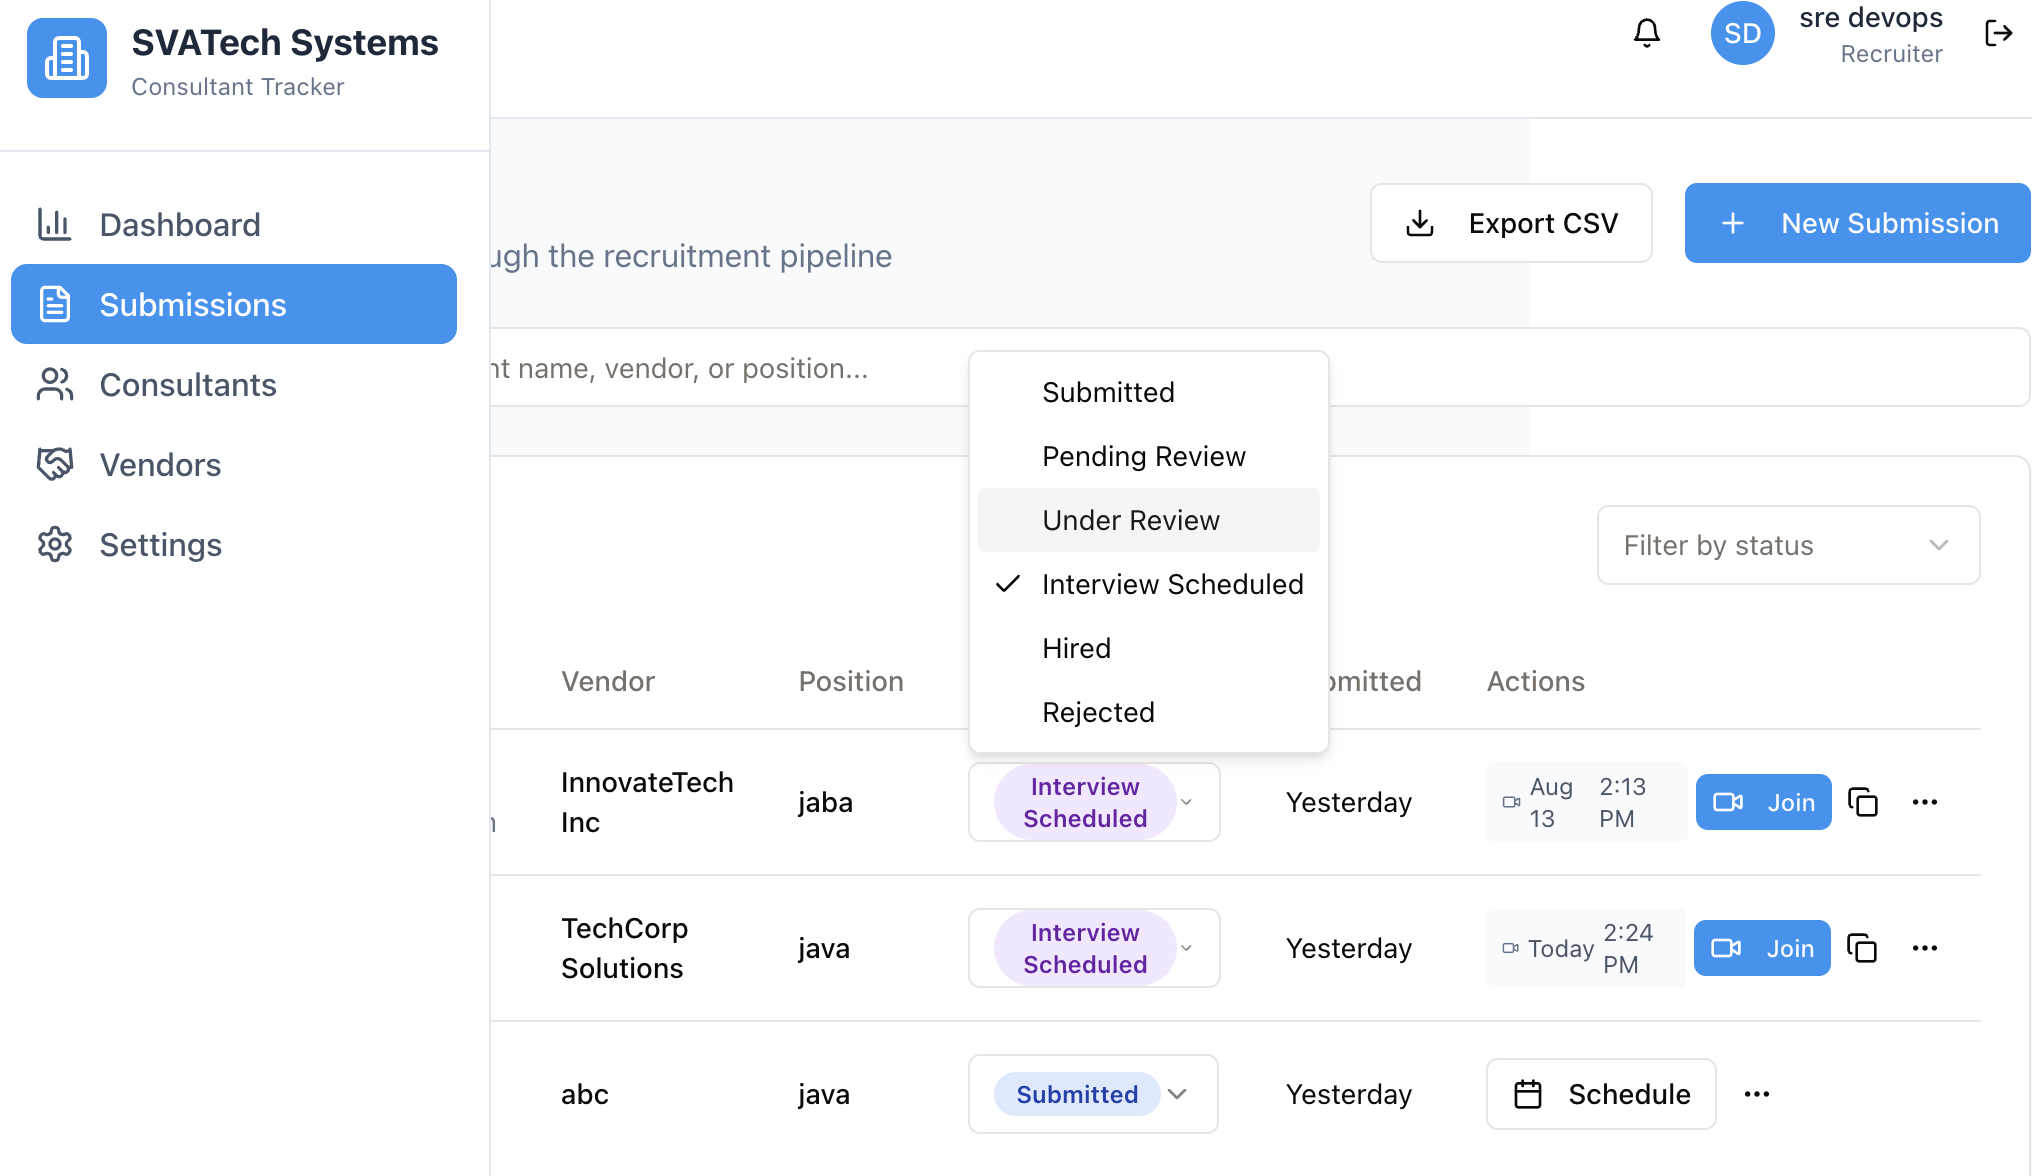 SVATech Systems
Consultant Tracker
SD
sre devops
Recruiter
Dashboard
Submissions
Consultants
Vendors
Settings
ugh the recruitment pipeline
Export CSV
New Submission
nt name, vendor, or position...
Submitted
Pending Review
Under Review
Interview Scheduled
Hired
Rejected
Filter by status
Vendor
Position
bmitted
Actions
InnovateTech
Inc
jaba
Interview
Scheduled
Yesterday
Aug
13
2:13
PM
Join
TechCorp
Solutions
java
Interview
Scheduled
Yesterday
Today
2:24
PM
Join
abc
java
Submitted
Yesterday
Schedule